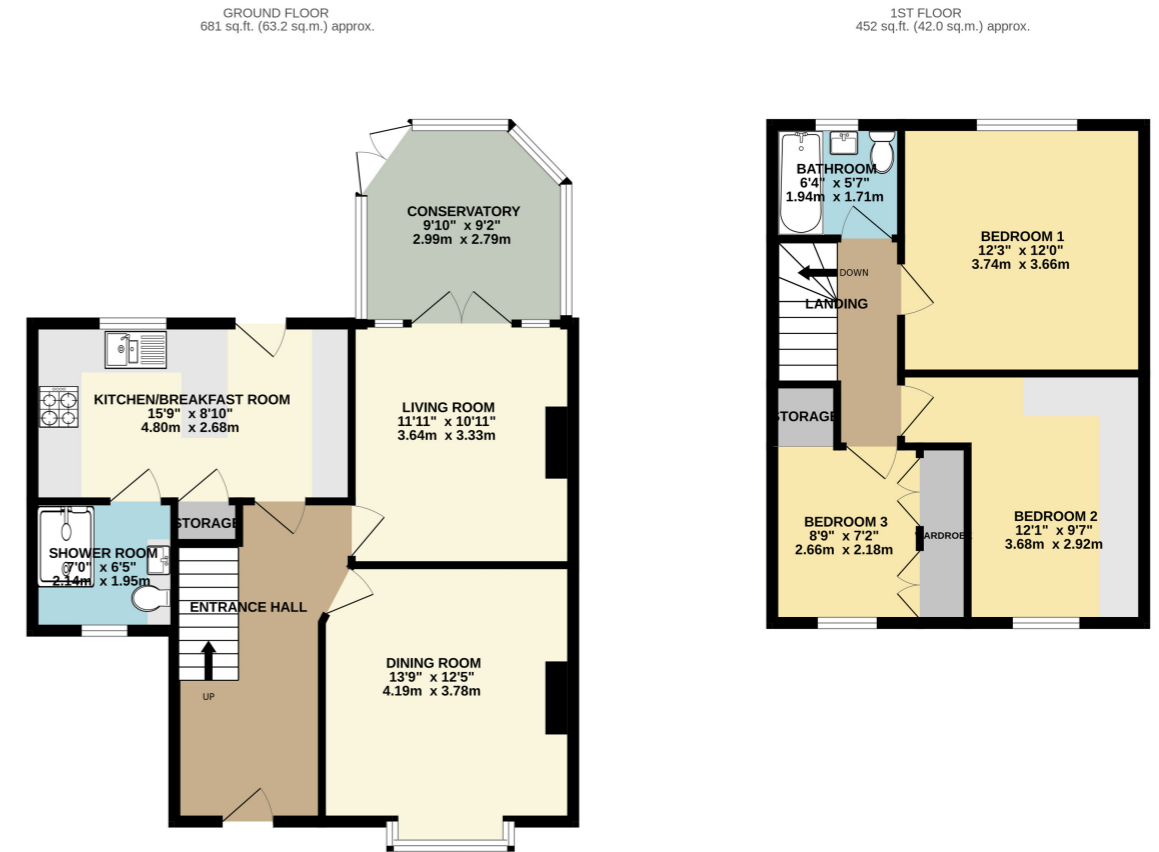 GROUND FLOOR
681 sq.ft. (63.2 sq.m.) approx.
1ST FLOOR
452 sq.ft. (42.0 sq.m.) approx.
CONSERVATORY
9'10" x 9'2"
2.99m x 2.79m
KITCHEN/BREAKFAST ROOM
15'9" x 8'10"
4.80m x 2.68m
LIVING ROOM
11'11" x 10'11"
3.64m x 3.33m
STORAGE
SHOWER ROOM
7'0" x 6'5"
2.14m x 1.95m
ENTRANCE HALL
UP
DINING ROOM
13'9" x 12'5"
4.19m x 3.78m
BATHROOM
6'4" x 5'7"
1.94m x 1.71m
BEDROOM 1
12'3" x 12'0"
3.74m x 3.66m
DOWN
LANDING
STORAGE
BEDROOM 3
8'9" x 7'2"
2.66m x 2.18m
WARDROBE
BEDROOM 2
12'1" x 9'7"
3.68m x 2.92m